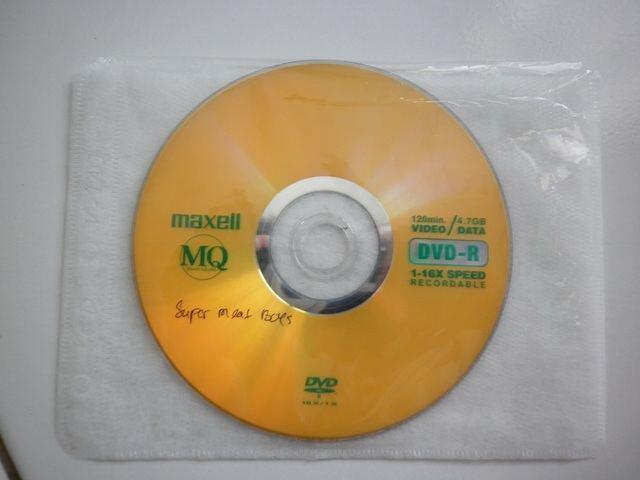 maxell
MQ
Super meat Boys
120min. / 4.7GB
VIDEO / DATA
DVD-R
1-16X SPEED
RECORDABLE
DVD
R